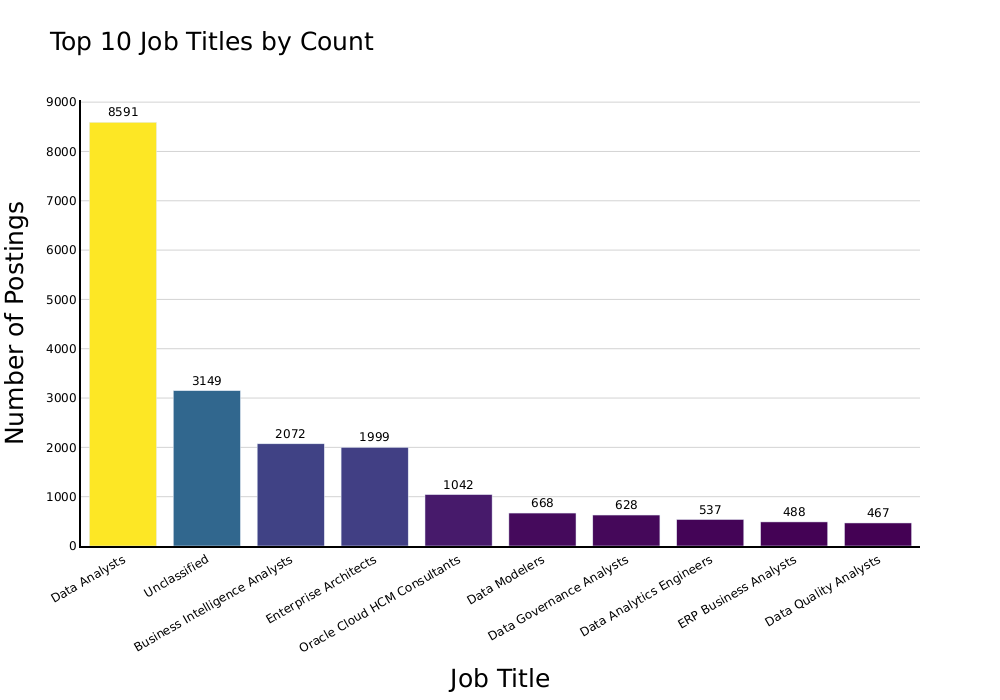 Top 10 Job Titles by Count
Number of Postings
9000
8000
7000
6000
5000
4000
3000
2000
1000
0
8591
3149
2072
1999
1042
668
628
537
488
467
Data Analysts
Unclassified
Business Intelligence Analysts
Enterprise Architects
Oracle Cloud HCM Consultants
Data Modelers
Data Governance Analysts
Data Analytics Engineers
ERP Business Analysts
Data Quality Analysts
Job Title